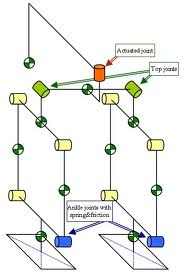 Actuated joint
Top joints
Ankle joints with
spring&friction